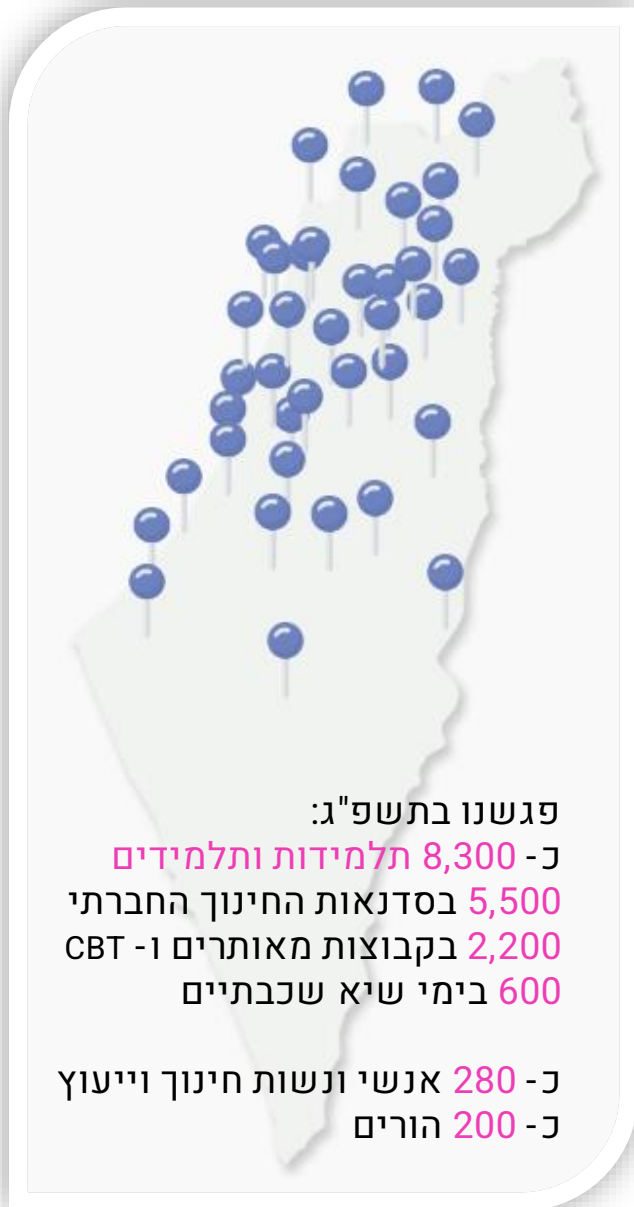 פגשנו בתשפ"ג:
כ- 8,300 תלמידות ותלמידים
5,500 בסדנאות החינוך החברתי
2,200 בקבוצות מאותרים ו- CBT
600 בימי שיא שכבתיים
כ- 280 אנשי ונשות חינוך וייעוץ
כ- 200 הורים